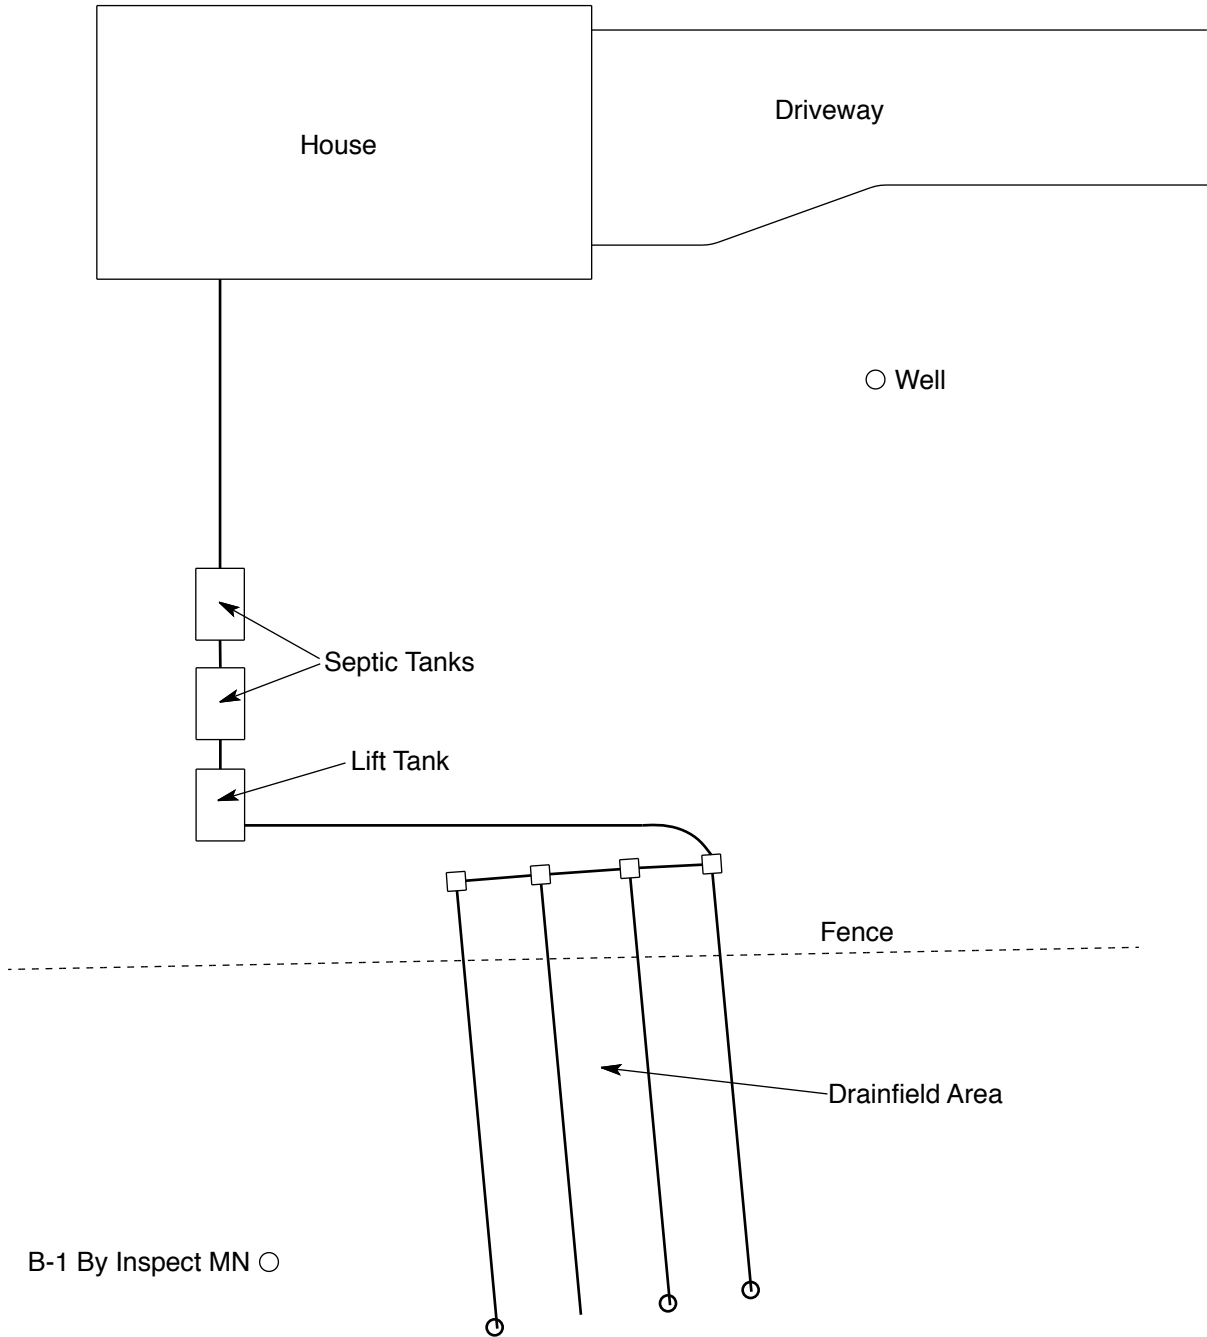 Driveway
House
Well
Septic Tanks
Lift Tank
Fence
Drainfield Area
B-1 By Inspect MN